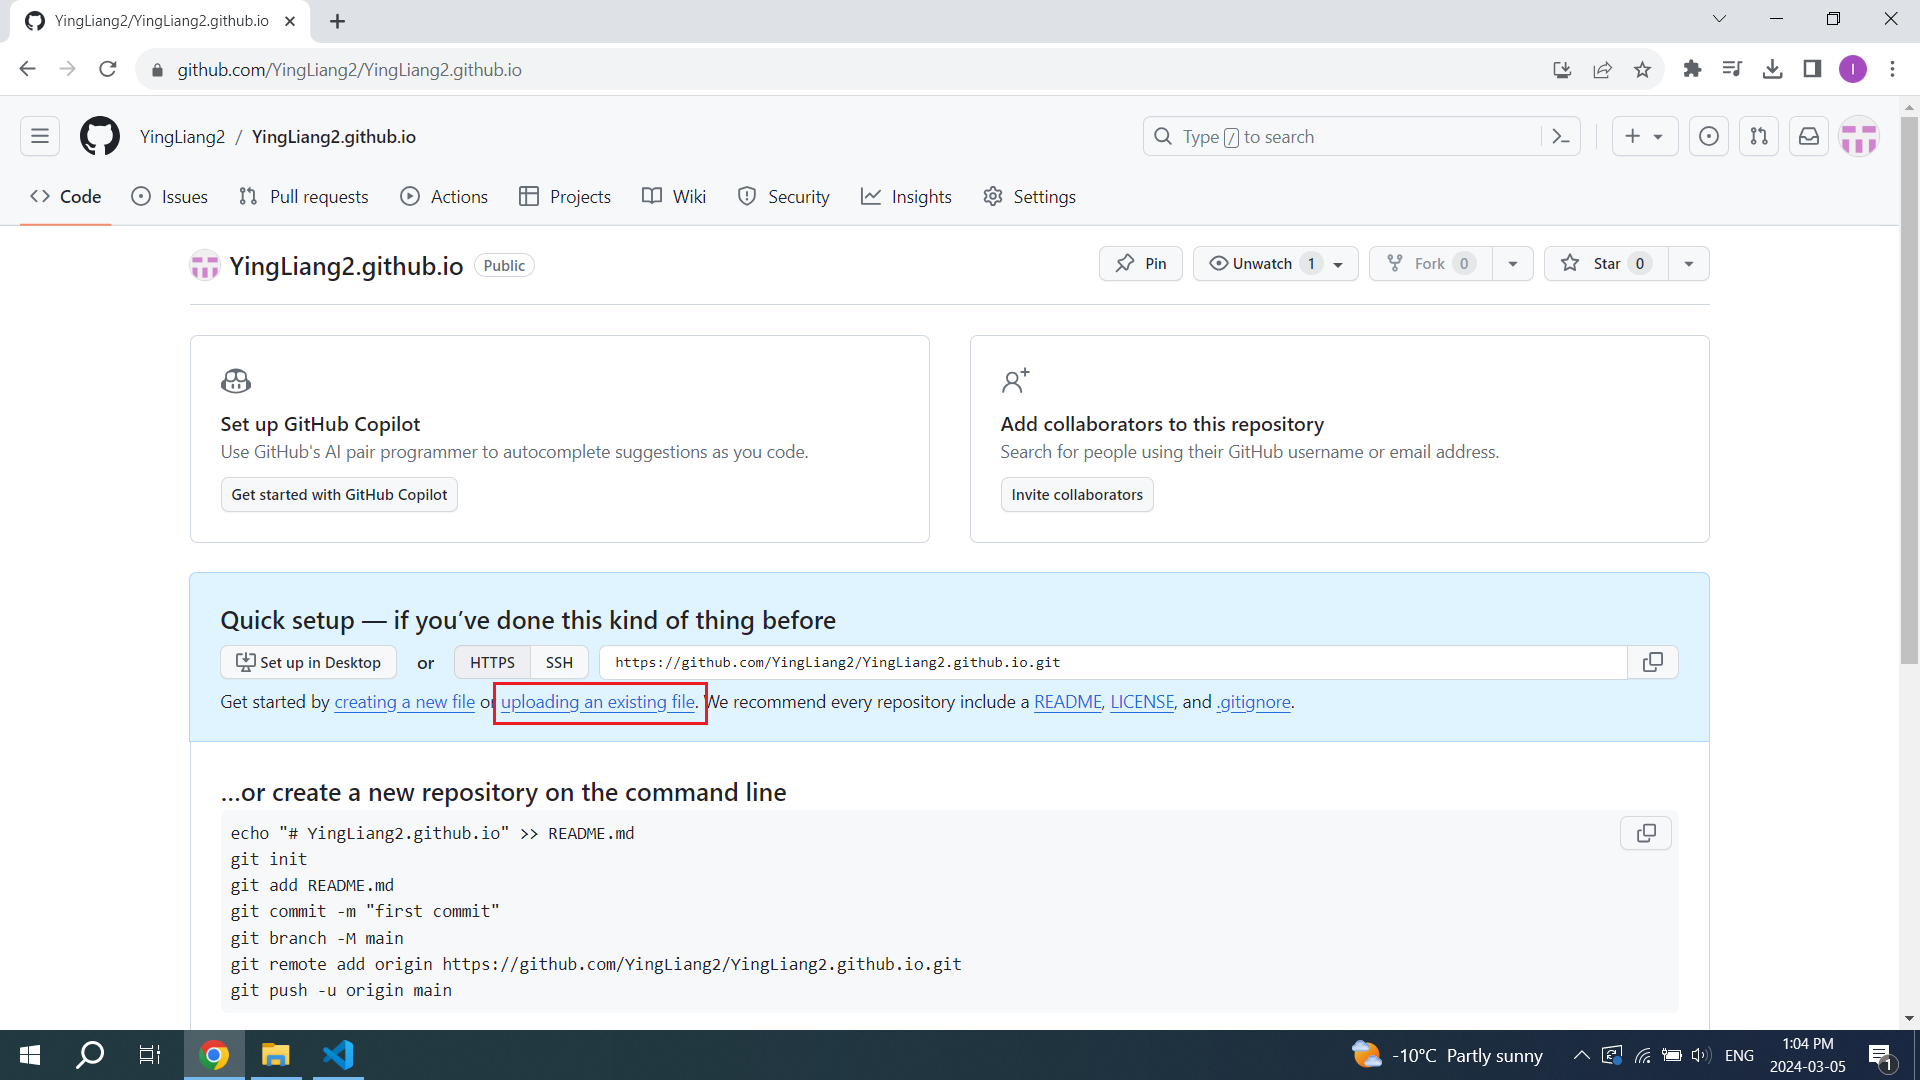 YingLiang2/YingLiang2.github.io
github.com/YingLiang2/YingLiang2.github.io
I
YingLiang2 / YingLiang2.github.io
Type / to search
Code Issues Pull requests Actions Projects Wiki Security Insights Settings
YingLiang2.github.io Public
Pin Unwatch 1 Fork 0 Star 0
Set up GitHub Copilot
Use GitHub's AI pair programmer to autocomplete suggestions as you code.
Get started with GitHub Copilot
Add collaborators to this repository
Search for people using their GitHub username or email address.
Invite collaborators
Quick setup — if you’ve done this kind of thing before
Set up in Desktop or HTTPS SSH https://github.com/YingLiang2/YingLiang2.github.io.git
Get started by creating a new file or uploading an existing file. We recommend every repository include a README, LICENSE, and .gitignore.
…or create a new repository on the command line
echo "# YingLiang2.github.io" >> README.md
git init
git add README.md
git commit -m "first commit"
git branch -M main
git remote add origin https://github.com/YingLiang2/YingLiang2.github.io.git
git push -u origin main
-10°C Partly sunny
ENG
1:04 PM
2024-03-05
1